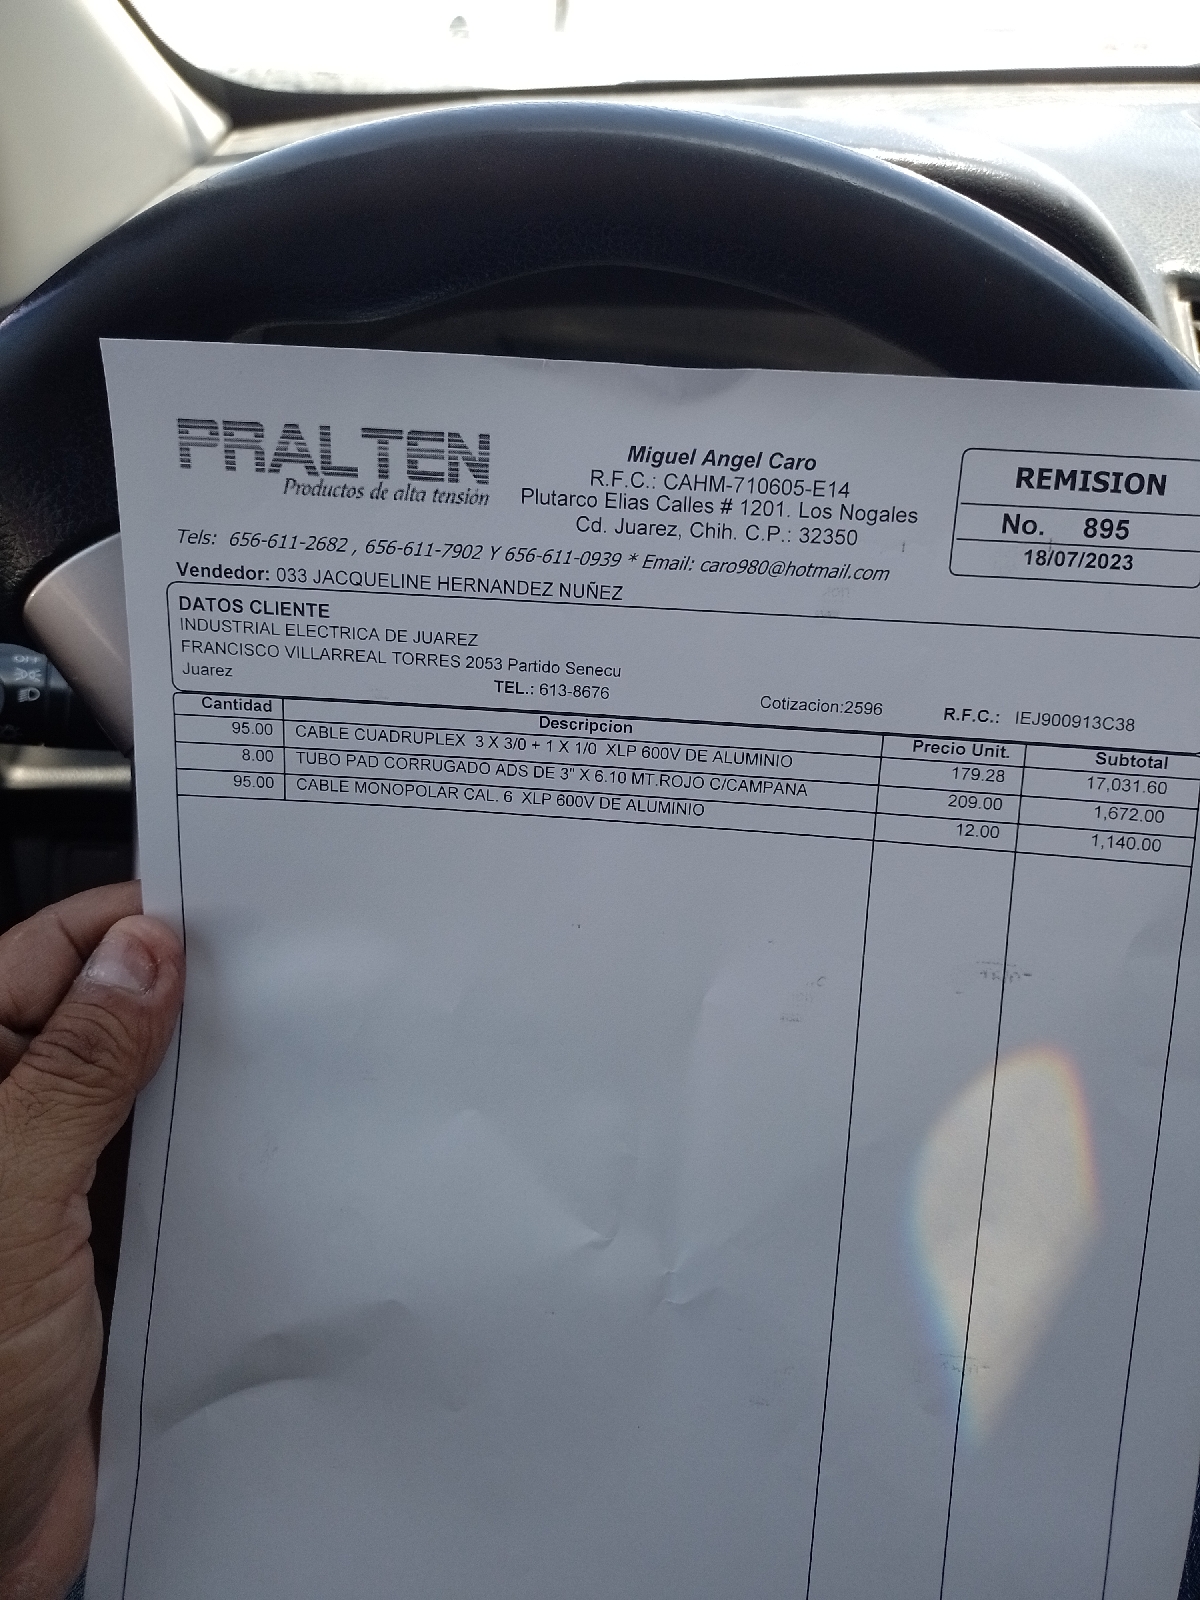 PRALTEN
Productos de alta tensión
Miguel Angel Caro
R.F.C.: CAHM-710605-E14
Plutarco Elias Calles # 1201. Los Nogales
Cd. Juarez, Chih. C.P.: 32350
REMISION
No. 895
18/07/2023
Tels: 656-611-2682 , 656-611-7902 Y 656-611-0939 * Email: caro980@hotmail.com
Vendedor: 033 JACQUELINE HERNANDEZ NUÑEZ
DATOS CLIENTE
INDUSTRIAL ELECTRICA DE JUAREZ
FRANCISCO VILLARREAL TORRES 2053 Partido Senecu
Juarez
TEL.: 613-8676 Cotizacion:2596 R.F.C.: IEJ900913C38
Cantidad Descripcion Precio Unit. Subtotal
95.00 CABLE CUADRUPLEX 3 X 3/0 + 1 X 1/0 XLP 600V DE ALUMINIO 179.28 17,031.60
8.00 TUBO PAD CORRUGADO ADS DE 3" X 6.10 MT.ROJO C/CAMPANA 209.00 1,672.00
95.00 CABLE MONOPOLAR CAL. 6 XLP 600V DE ALUMINIO 12.00 1,140.00
OFF